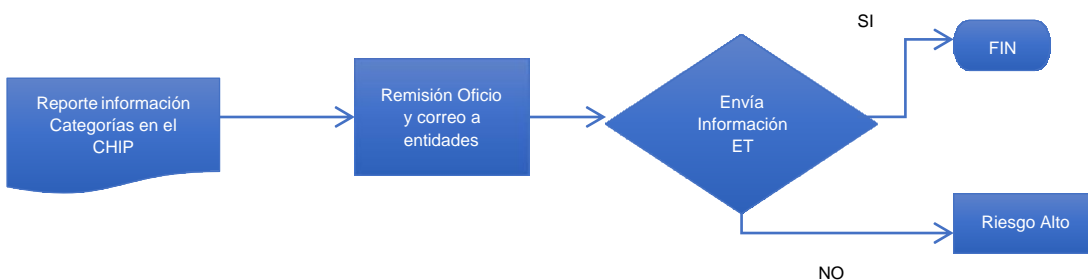 Reporte información
Categorías en el
CHIP
Remisión Oficio
y correo a
entidades
Envía
Información
ET
SI
FIN
Riesgo Alto
NO